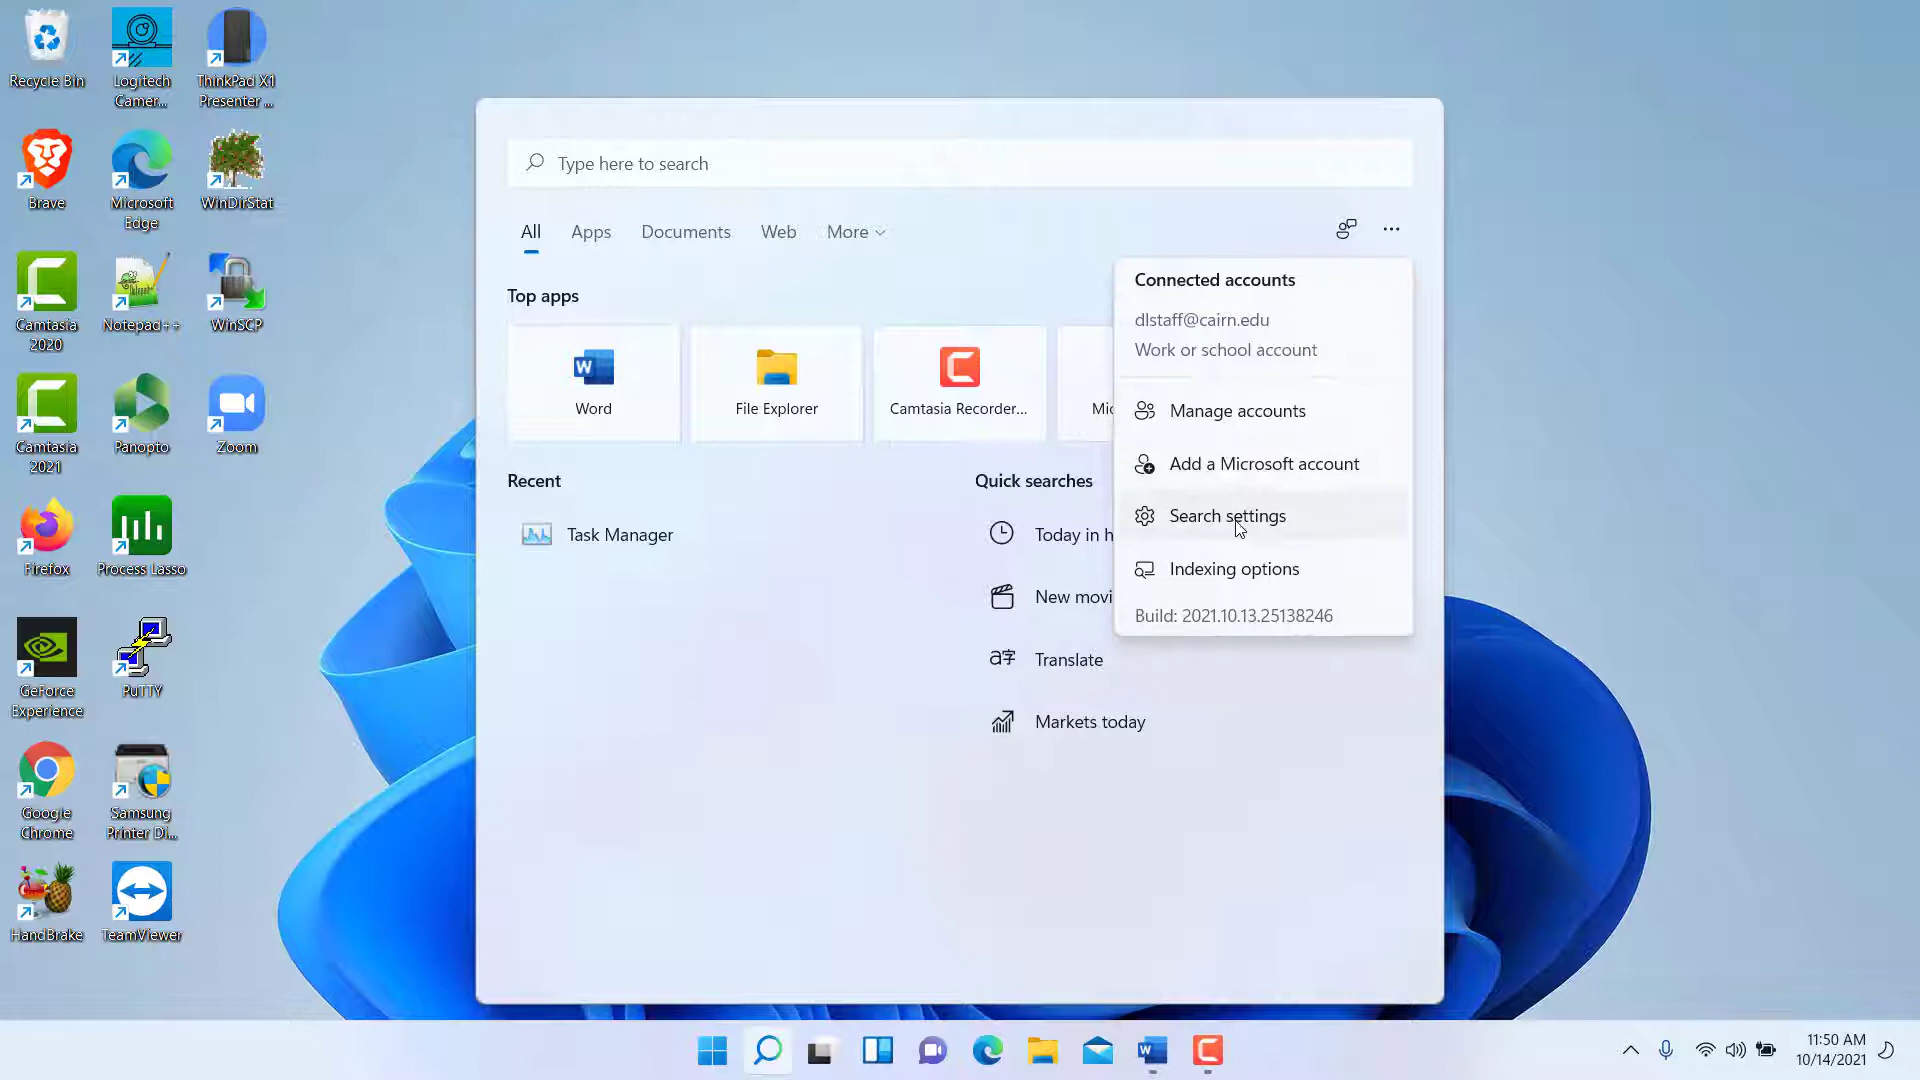 Recycle Bin
Logitech
Camer...
ThinkPad X1
Presenter ...
Brave
Microsoft
Edge
WinDirStat
Camtasia
2020
Notepad++
WinSCP
Camtasia
2021
Panopto
Zoom
Firefox
Process Lasso
GeForce
Experience
PuTTY
Google
Chrome
Samsung
Printer Di...
HandBrake
TeamViewer
Type here to search
All
Apps
Documents
Web
More
Top apps
Word
File Explorer
Camtasia Recorder...
Mic
Recent
Task Manager
Quick searches
Today in h
New movi
Translate
Markets today
Connected accounts
dlstaff@cairn.edu
Work or school account
Manage accounts
Add a Microsoft account
Search settings
Indexing options
Build: 2021.10.13.25138246
11:50 AM
10/14/2021